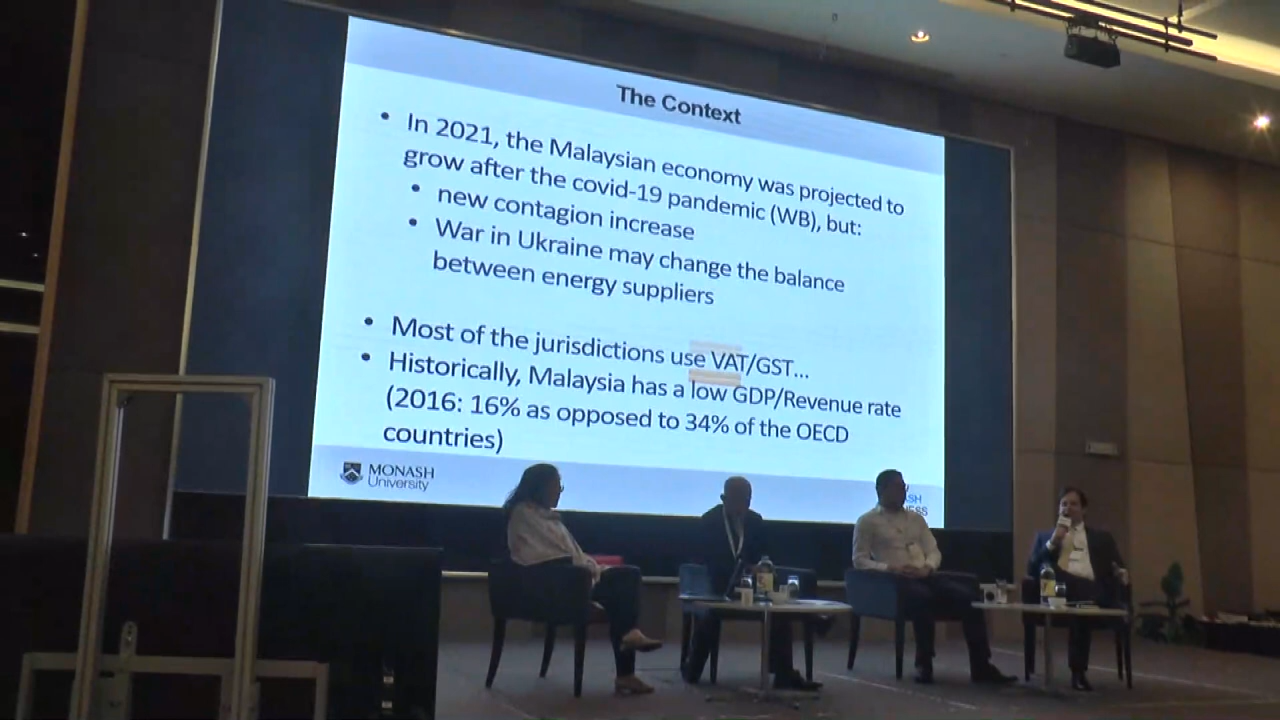 The Context
• In 2021, the Malaysian economy was projected to
grow after the covid-19 pandemic (WB), but:
• new contagion increase
• War in Ukraine may change the balance
between energy suppliers
• Most of the jurisdictions use VAT/GST...
• Historically, Malaysia has a low GDP/Revenue rate
(2016: 16% as opposed to 34% of the OECD
countries)
MONASH
University